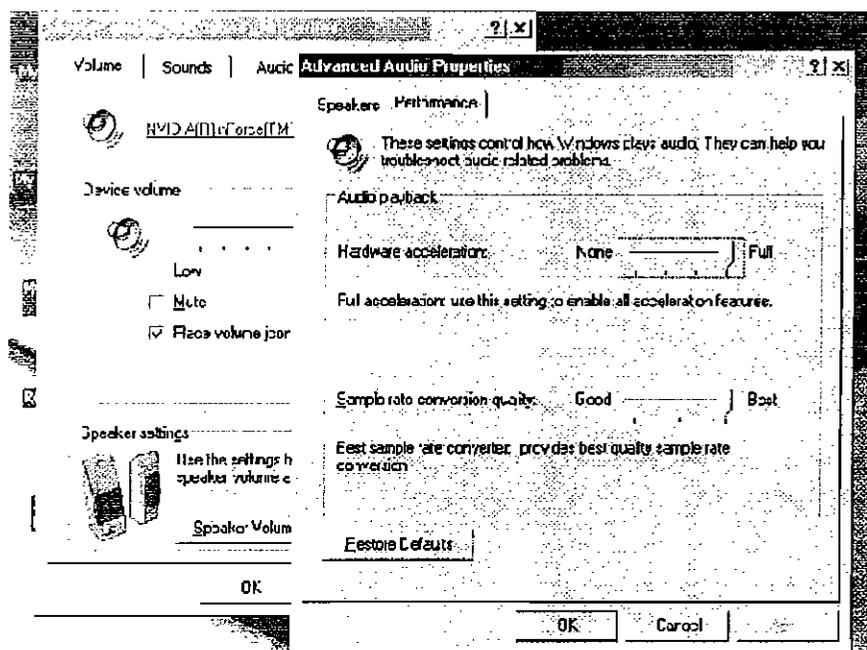 Volume
Sounds
Device volume
Low
Mute
Place volume icon
Speaker settings
Use the settings b
speaker volume a
Speaker Volum
OK
Advanced Audio Properties
Speakers
Performance
These settings control how Windows plays audio. They can help you
troubleshoot audio related problems.
Audio playback
Hardware acceleration:
None
Full
Full acceleration: use this setting to enable all acceleration features.
Sample rate conversion quality:
Good
Best
Best sample rate converter: provides best quality sample rate
conversion
Restore Defaults
OK
Cancel